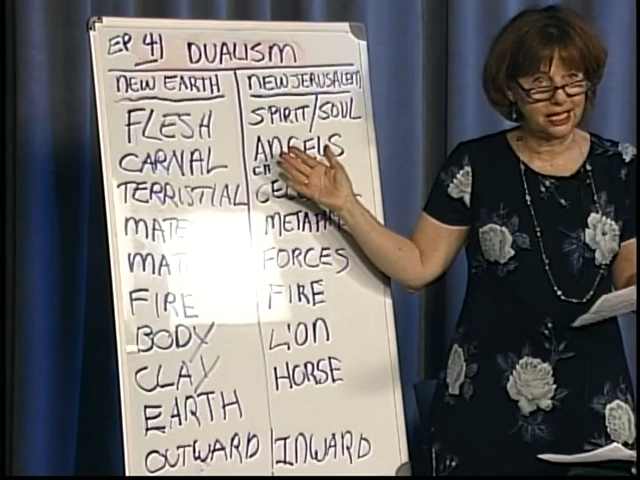 EP 41 DUALISM
NEW EARTH NEW JERUSALEM
FLESH SPIRIT/SOUL
CARNAL ANGELS
TERRISTIAL
FORCES
FIRE FIRE
BODY LION
CLAY HORSE
EARTH
OUTWARD INWARD